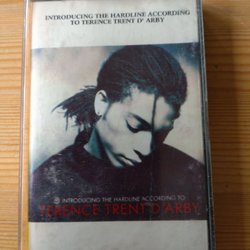 INTRODUCING THE HARDLINE ACCORDING
TO TERENCE TRENT D' ARBY
INTRODUCING THE HARDLINE ACCORDING TO
TERENCE TRENT D'ARBY